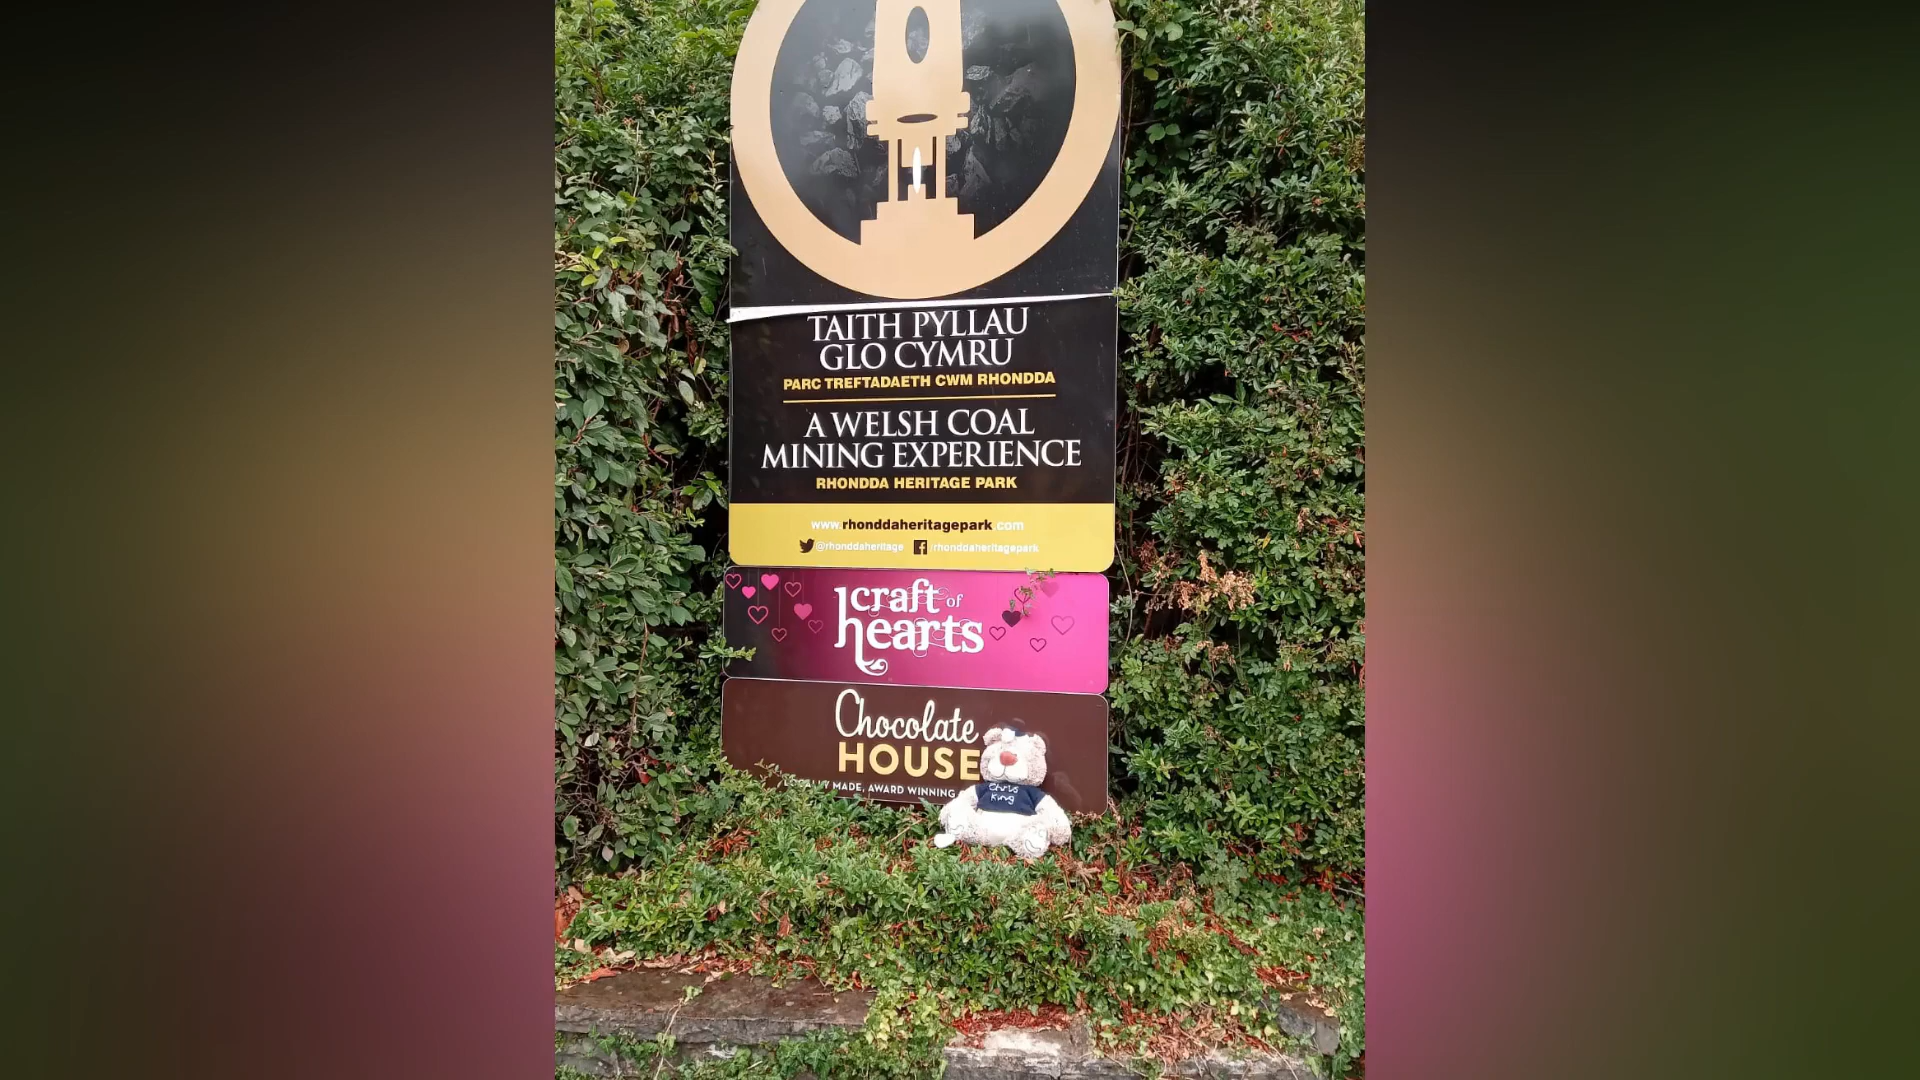 TAITH PYLLAU
GLO CYMRU
PARC TREFTADAETH CWM RHONDDA
A WELSH COAL
MINING EXPERIENCE
RHONDDA HERITAGE PARK
www.rhonddaheritagepark.com
@rhonddaheritage /rhonddaheritagepark
craft of
hearts
Chocolate
HOUSE
LOCALLY MADE, AWARD WINNING
Chris
King